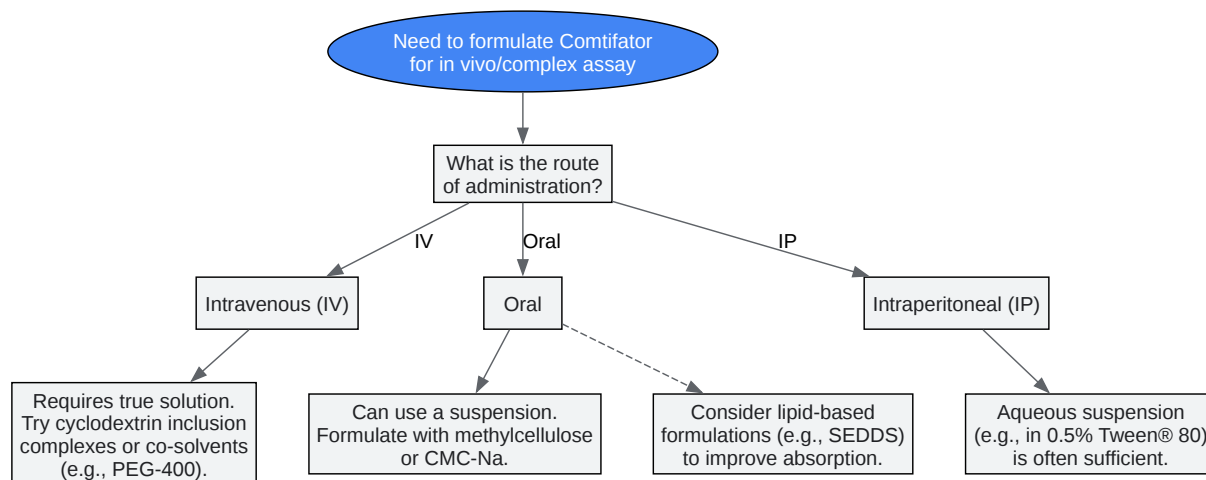 Need to formulate Comtifator
for in vivo/complex assay
What is the route
of administration?
IV
Oral
IP
Intravenous (IV)
Oral
Intraperitoneal (IP)
Requires true solution.
Try cyclodextrin inclusion
complexes or co-solvents
(e.g., PEG-400).
Can use a suspension.
Formulate with methylcellulose
or CMC-Na.
Consider lipid-based
formulations (e.g., SEDDS)
to improve absorption.
Aqueous suspension
(e.g., in 0.5% Tween® 80)
is often sufficient.